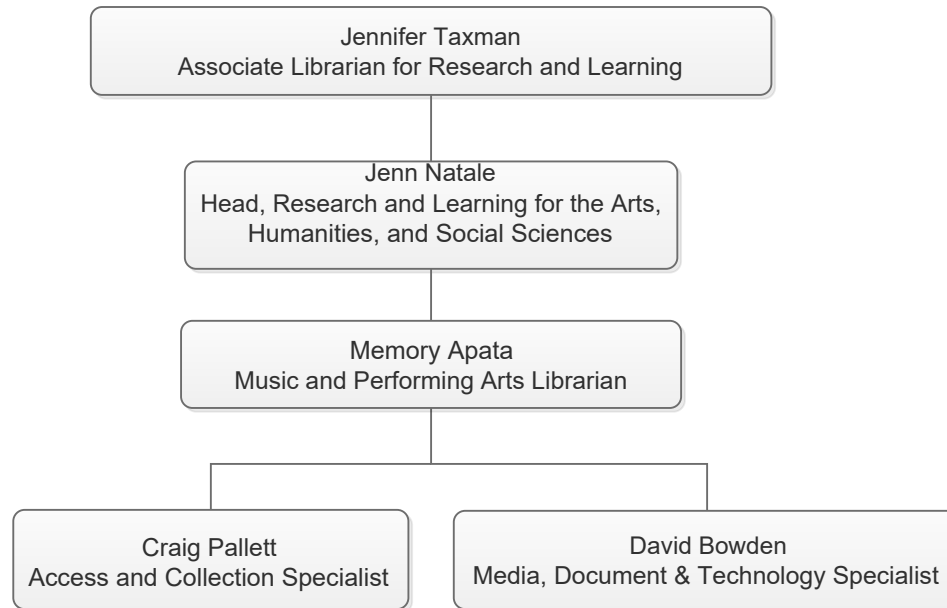 Jennifer Taxman
Associate Librarian for Research and Learning
Jenn Natale
Head, Research and Learning for the Arts,
Humanities, and Social Sciences
Memory Apata
Music and Performing Arts Librarian
Craig Pallett
Access and Collection Specialist
David Bowden
Media, Document & Technology Specialist